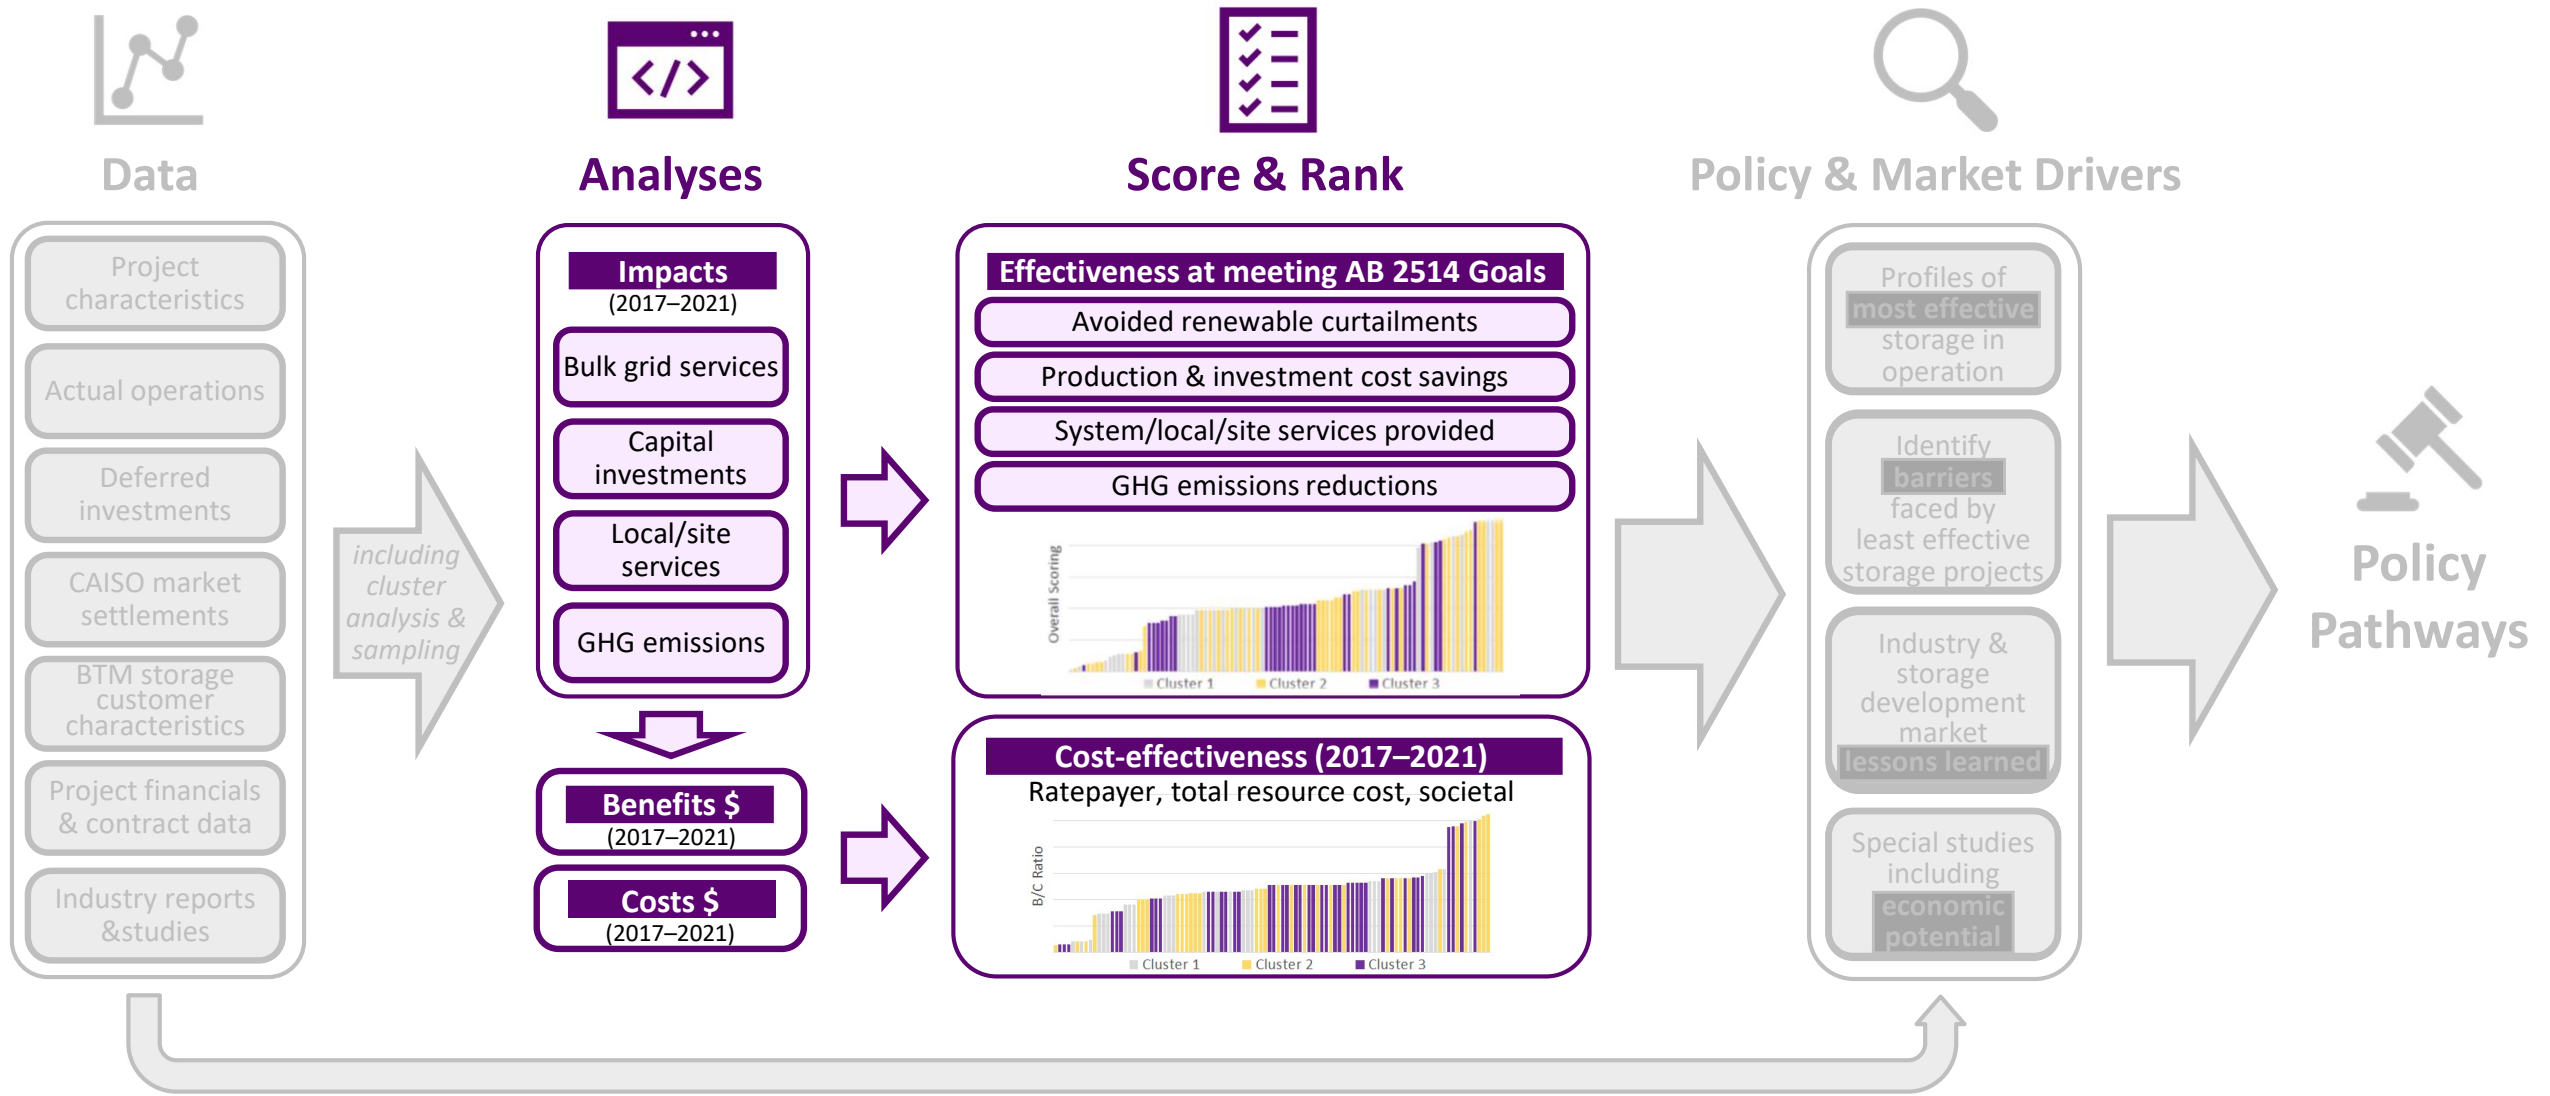 Data
Project
characteristics
Actual operations
Deferred
investments
CAISO market
settlements
BTM storage
customer
characteristics
Project financials
& contract data
Industry reports
&studies
including
cluster
analysis &
sampling
</>
Analyses
Impacts
(2017–2021)
Bulk grid services
Capital
investments
Local/site
services
GHG emissions
Benefits $
(2017–2021)
Costs $
(2017–2021)
Score & Rank
Effectiveness at meeting AB 2514 Goals
Avoided renewable curtailments
Production & investment cost savings
System/local/site services provided
GHG emissions reductions
Overall Scoring
Cluster 1 Cluster 2 Cluster 3
Cost-effectiveness (2017–2021)
Ratepayer, total resource cost, societal
B/C Ratio
Cluster 1 Cluster 2 Cluster 3
Policy & Market Drivers
Profiles of
most effective
storage in
operation
Identify
barriers
faced by
least effective
storage projects
Industry &
storage
development
market
lessons learned
Special studies
including
economic
potential
Policy
Pathways